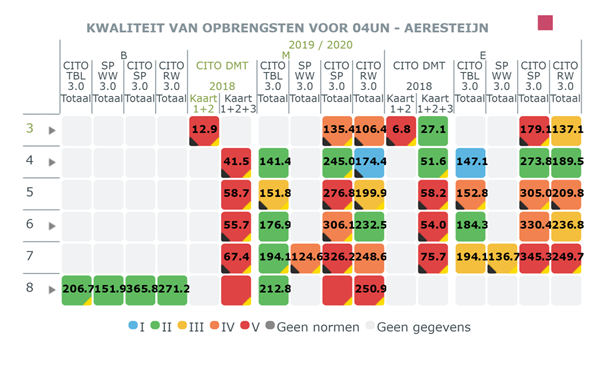 KWALITEIT VAN OPBRENGSTEN VOOR 04UN - AERESTEIJN
2019 / 2020
B M E
CITO TBL 3.0 Totaal SP WW 3.0 Totaal CITO SP 3.0 Totaal CITO RW 3.0 Totaal CITO DMT 2018 Kaart 1+2 Kaart 1+2+3 CITO TBL 3.0 Totaal SP WW 3.0 Totaal CITO SP 3.0 Totaal CITO RW 3.0 Totaal CITO DMT 2018 Kaart 1+2 Kaart 1+2+3 CITO TBL 3.0 Totaal SP WW 3.0 Totaal CITO SP 3.0 Totaal CITO RW 3.0 Totaal
3 12.9 135.4 106.4 6.8 27.1 179.1 137.1
4 41.5 141.4 245.0 174.4 51.6 147.1 273.8 189.5
5 58.7 151.8 276.8 199.9 58.2 152.8 305.0 209.8
6 55.7 176.9 306.1 232.5 54.0 184.3 330.4 236.8
7 67.4 194.1 124.6 326.2 248.6 75.7 194.1 136.7 345.3 249.7
8 206.7 151.9 365.8 271.2 212.8 250.9
I II III IV V Geen normen Geen gegevens